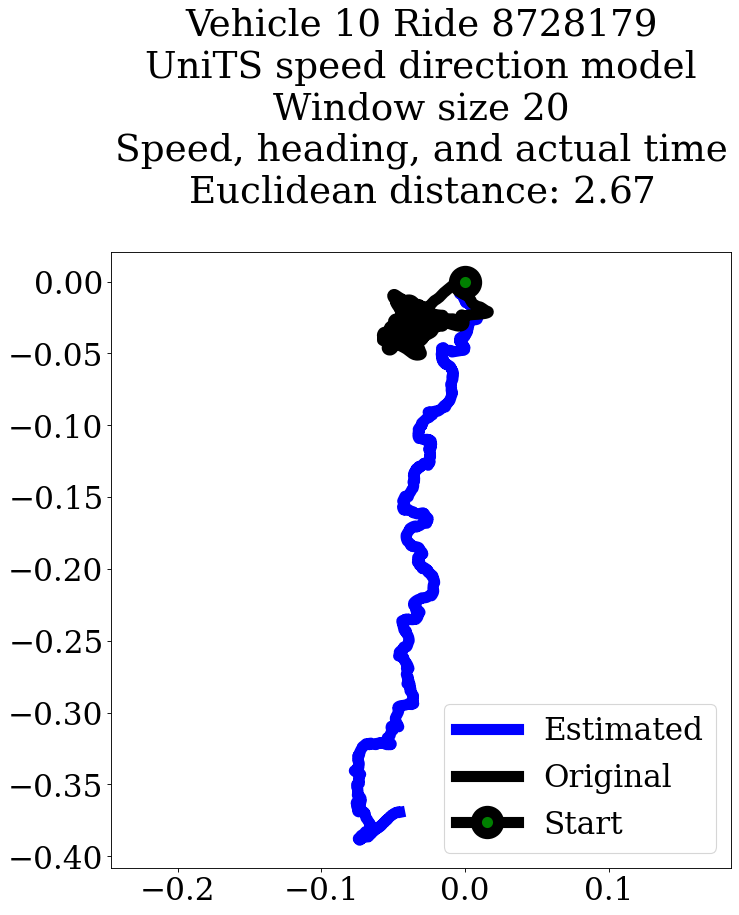 Vehicle 10 Ride 8728179
UniTS speed direction model
Window size 20
Speed, heading, and actual time
Euclidean distance: 2.67
0.00
−0.05
−0.10
−0.15
−0.20
−0.25
−0.30
−0.35
−0.40
Estimated
Original
Start
−0.2 −0.1 0.0 0.1